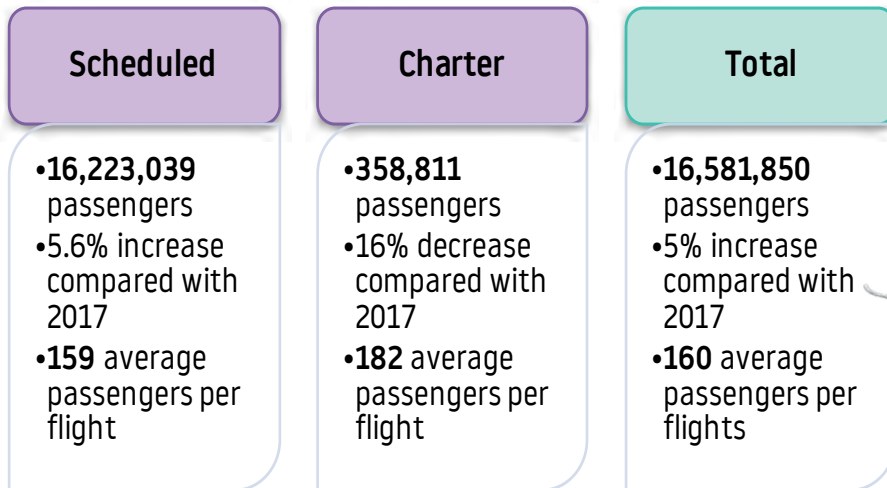 Scheduled
•16,223,039
passengers
•5.6% increase
compared with
2017
•159 average
passengers per
flight
Charter
•358,811
passengers
•16% decrease
compared with
2017
•182 average
passengers per
flight
Total
•16,581,850
passengers
•5% increase
compared with
2017
•160 average
passengers per
flights